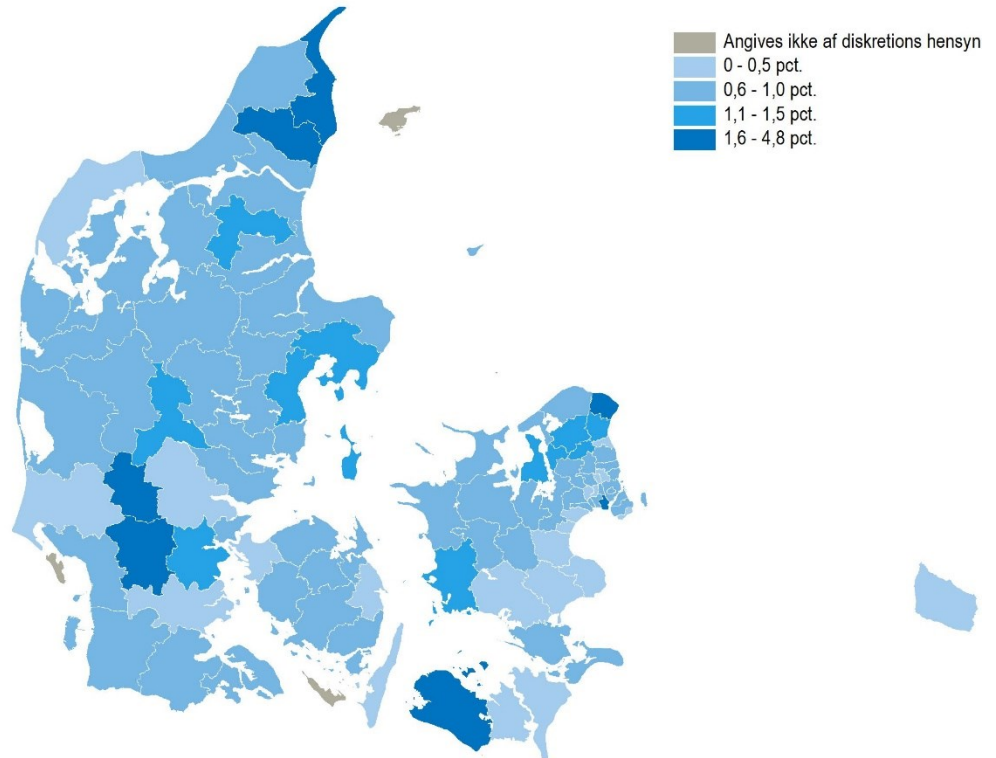 Angives ikke af diskretions hensyn
0 - 0,5 pct.
0,6 - 1,0 pct.
1,1 - 1,5 pct.
1,6 - 4,8 pct.